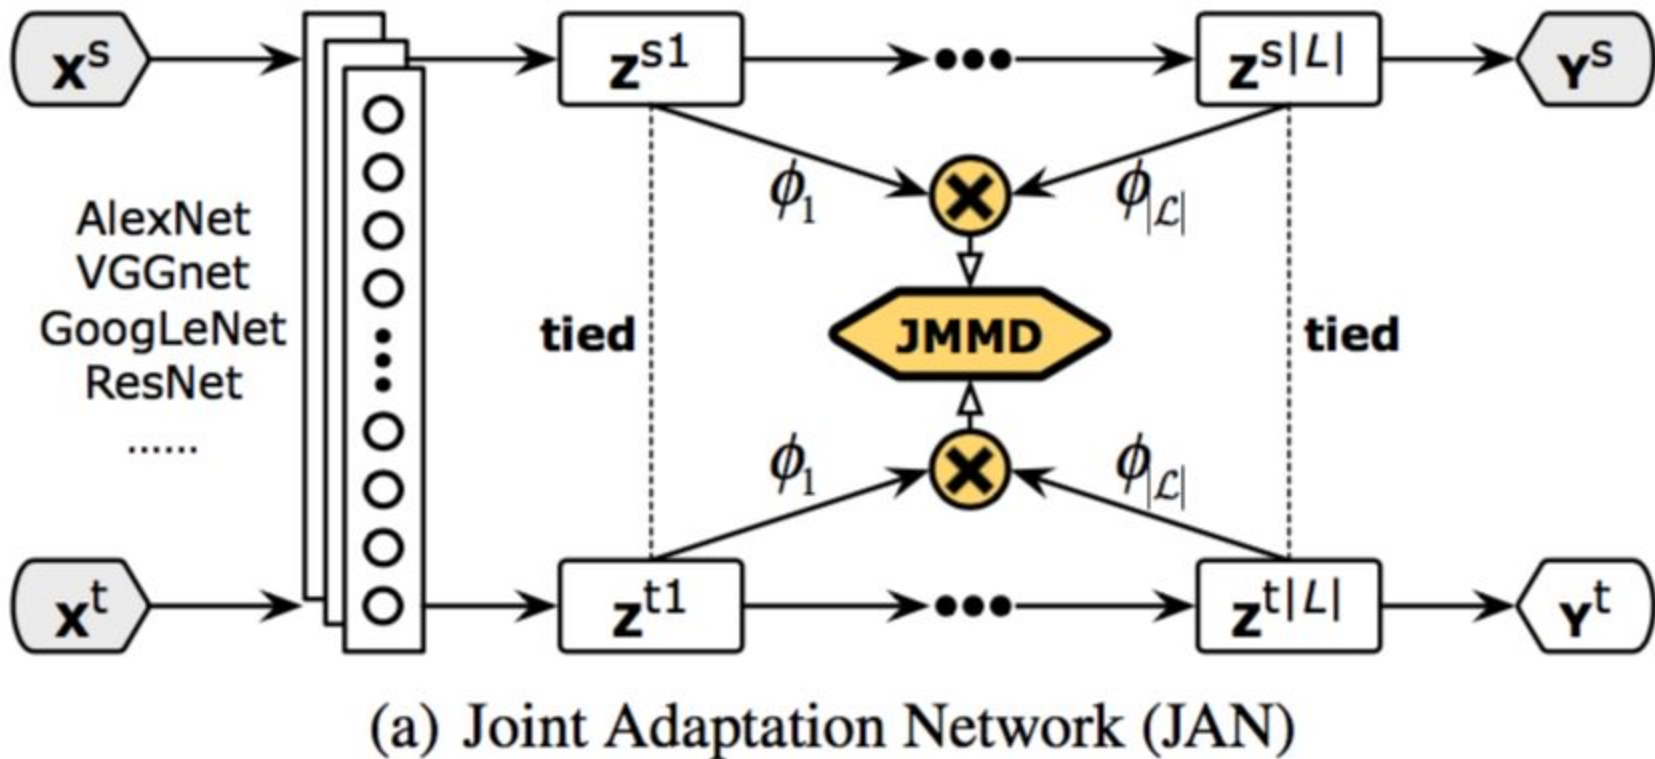 X^s
Z^s1
Z^s|L|
Y^s
ϕ_1
ϕ_|ℒ|
AlexNet
VGGnet
GoogLeNet
ResNet
......
tied
JMMD
tied
ϕ_1
ϕ_|ℒ|
X^t
Z^t1
Z^t|L|
Y^t
(a) Joint Adaptation Network (JAN)